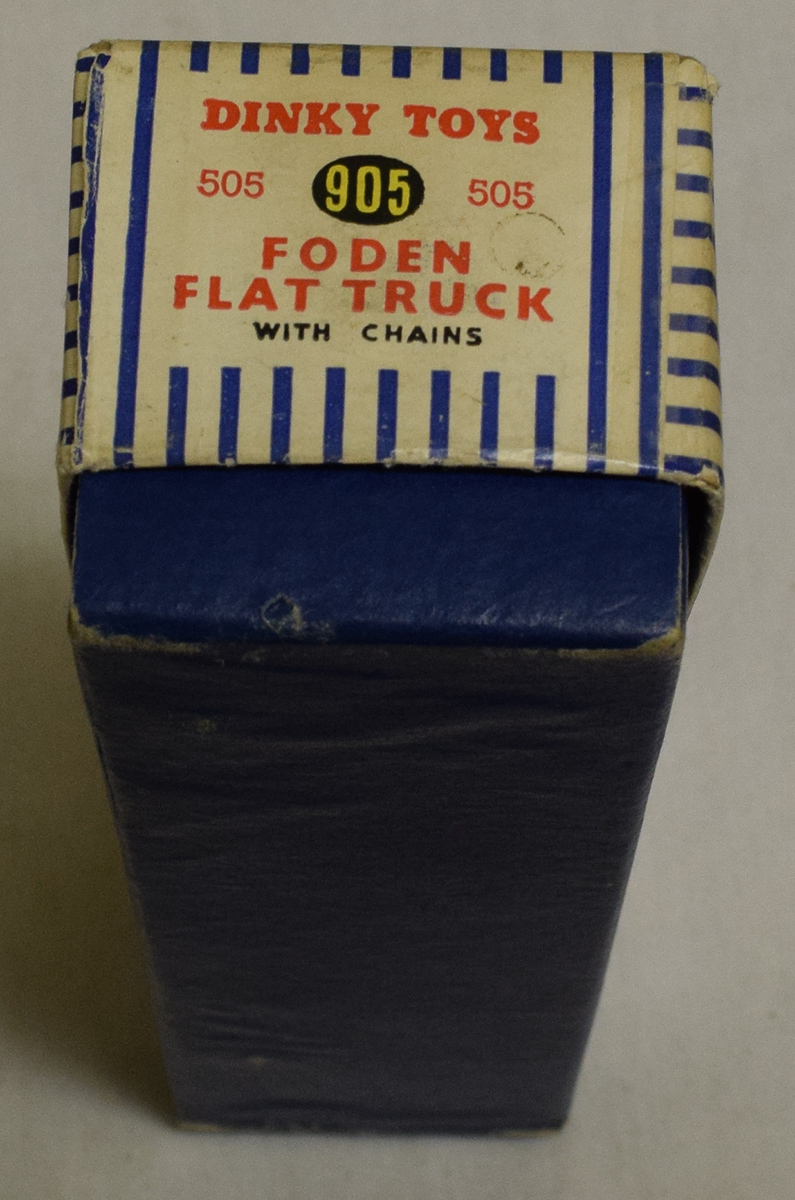 DINKY TOYS
505 905 505
FODEN
FLAT TRUCK
WITH CHAINS